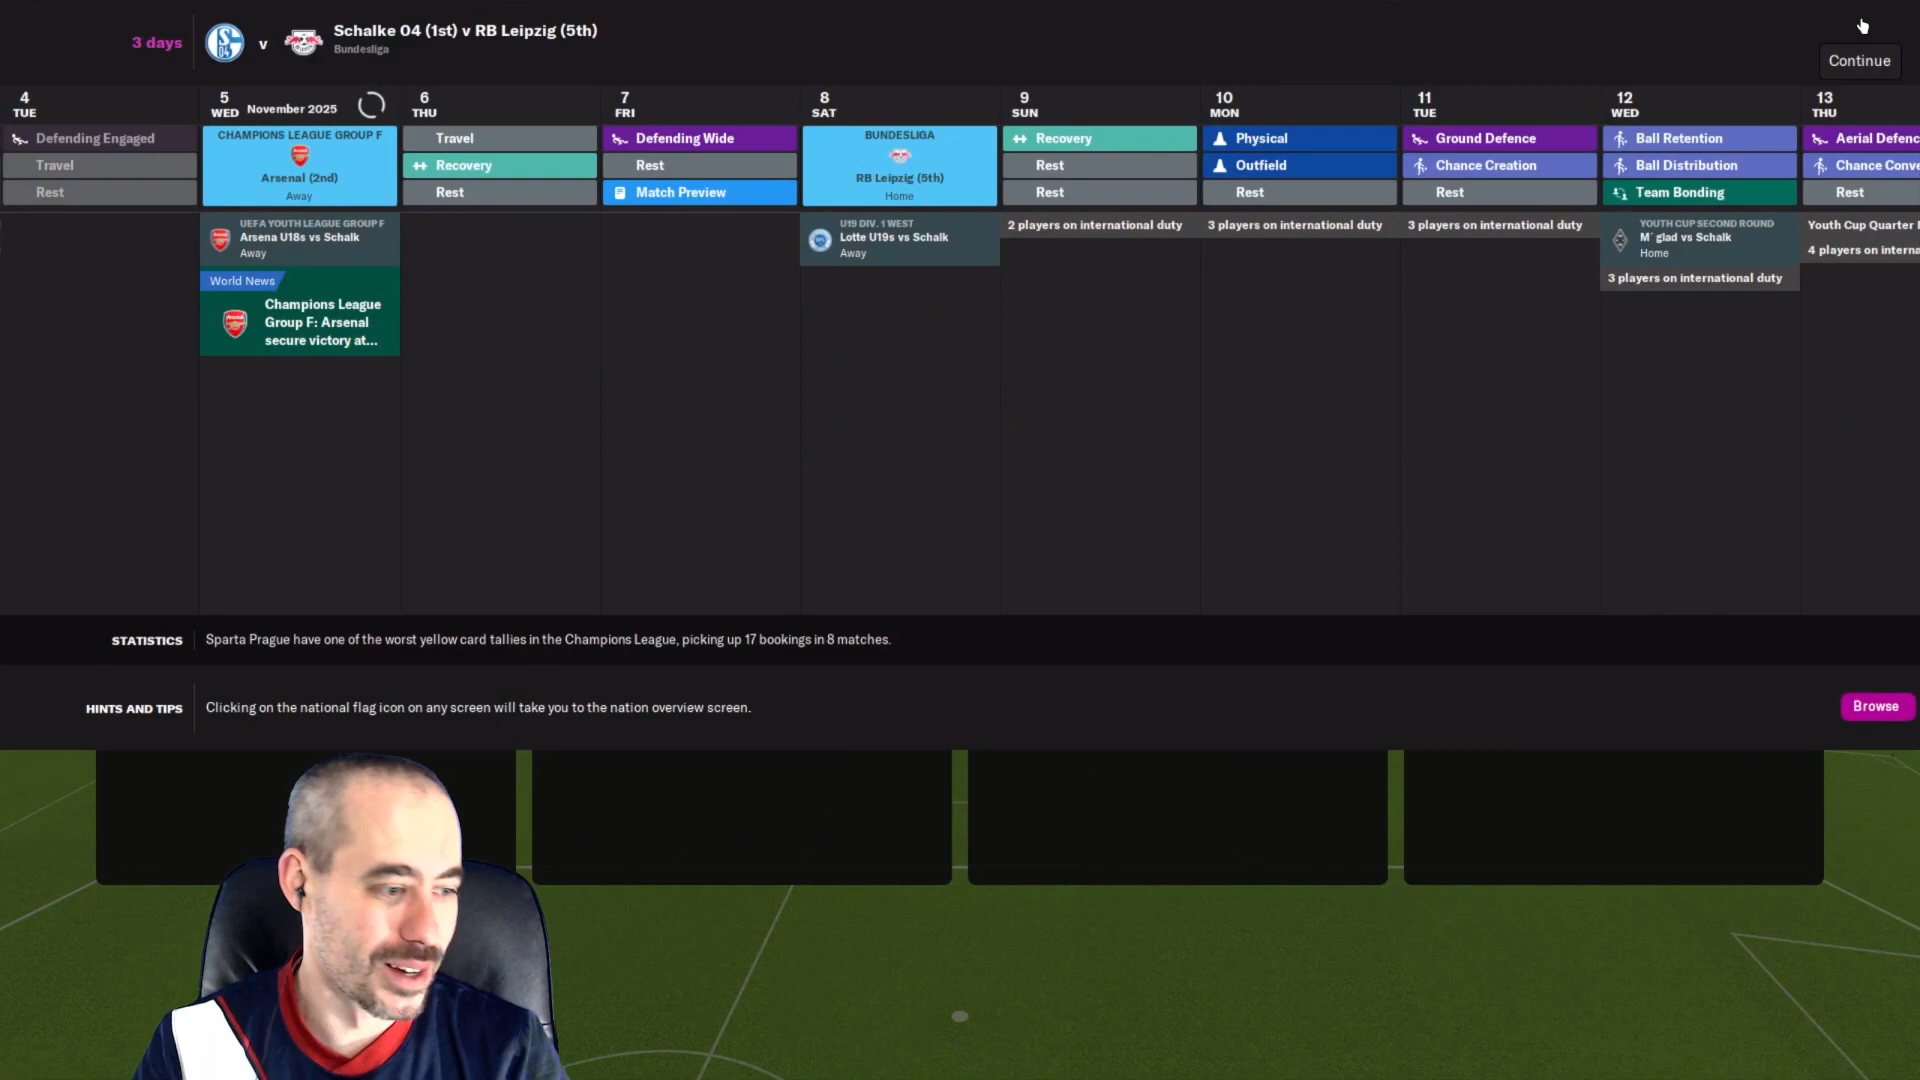 3 days
v
Schalke 04 (1st) v RB Leipzig (5th)
Bundesliga
Continue
4
TUE
5
WED
November 2025
6
THU
7
FRI
8
SAT
9
SUN
10
MON
11
TUE
12
WED
13
THU
Defending Engaged
Travel
Rest
CHAMPIONS LEAGUE GROUP F
Arsenal (2nd)
Away
Travel
Recovery
Rest
Defending Wide
Rest
Match Preview
BUNDESLIGA
RB Leipzig (5th)
Home
Recovery
Rest
Rest
Physical
Outfield
Rest
Ground Defence
Chance Creation
Rest
Ball Retention
Ball Distribution
Team Bonding
Aerial Defenc
Chance Conve
Rest
UEFA YOUTH LEAGUE GROUP F
Arsena U18s vs Schalk
Away
World News
Champions League
Group F: Arsenal
secure victory at...
U19 DIV. 1 WEST
Lotte U19s vs Schalk
Away
2 players on international duty
3 players on international duty
3 players on international duty
YOUTH CUP SECOND ROUND
M´glad vs Schalk
Home
3 players on international duty
Youth Cup Quarter
4 players on interna
STATISTICS
Sparta Prague have one of the worst yellow card tallies in the Champions League, picking up 17 bookings in 8 matches.
HINTS AND TIPS
Clicking on the national flag icon on any screen will take you to the nation overview screen.
Browse